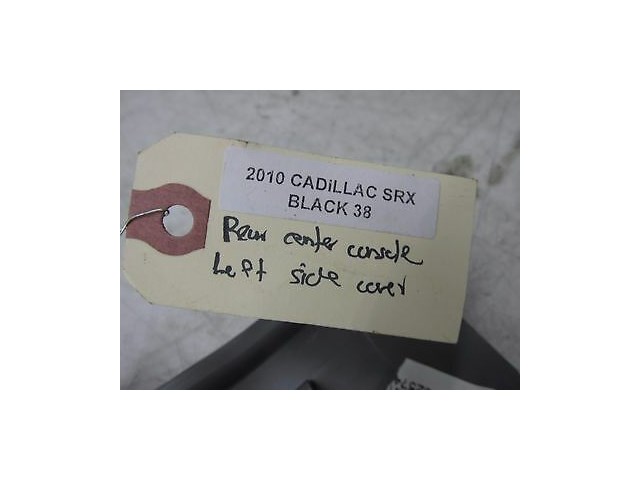 2010 CADiLLAC SRX
BLACK 38
Rear center console
Left side cover